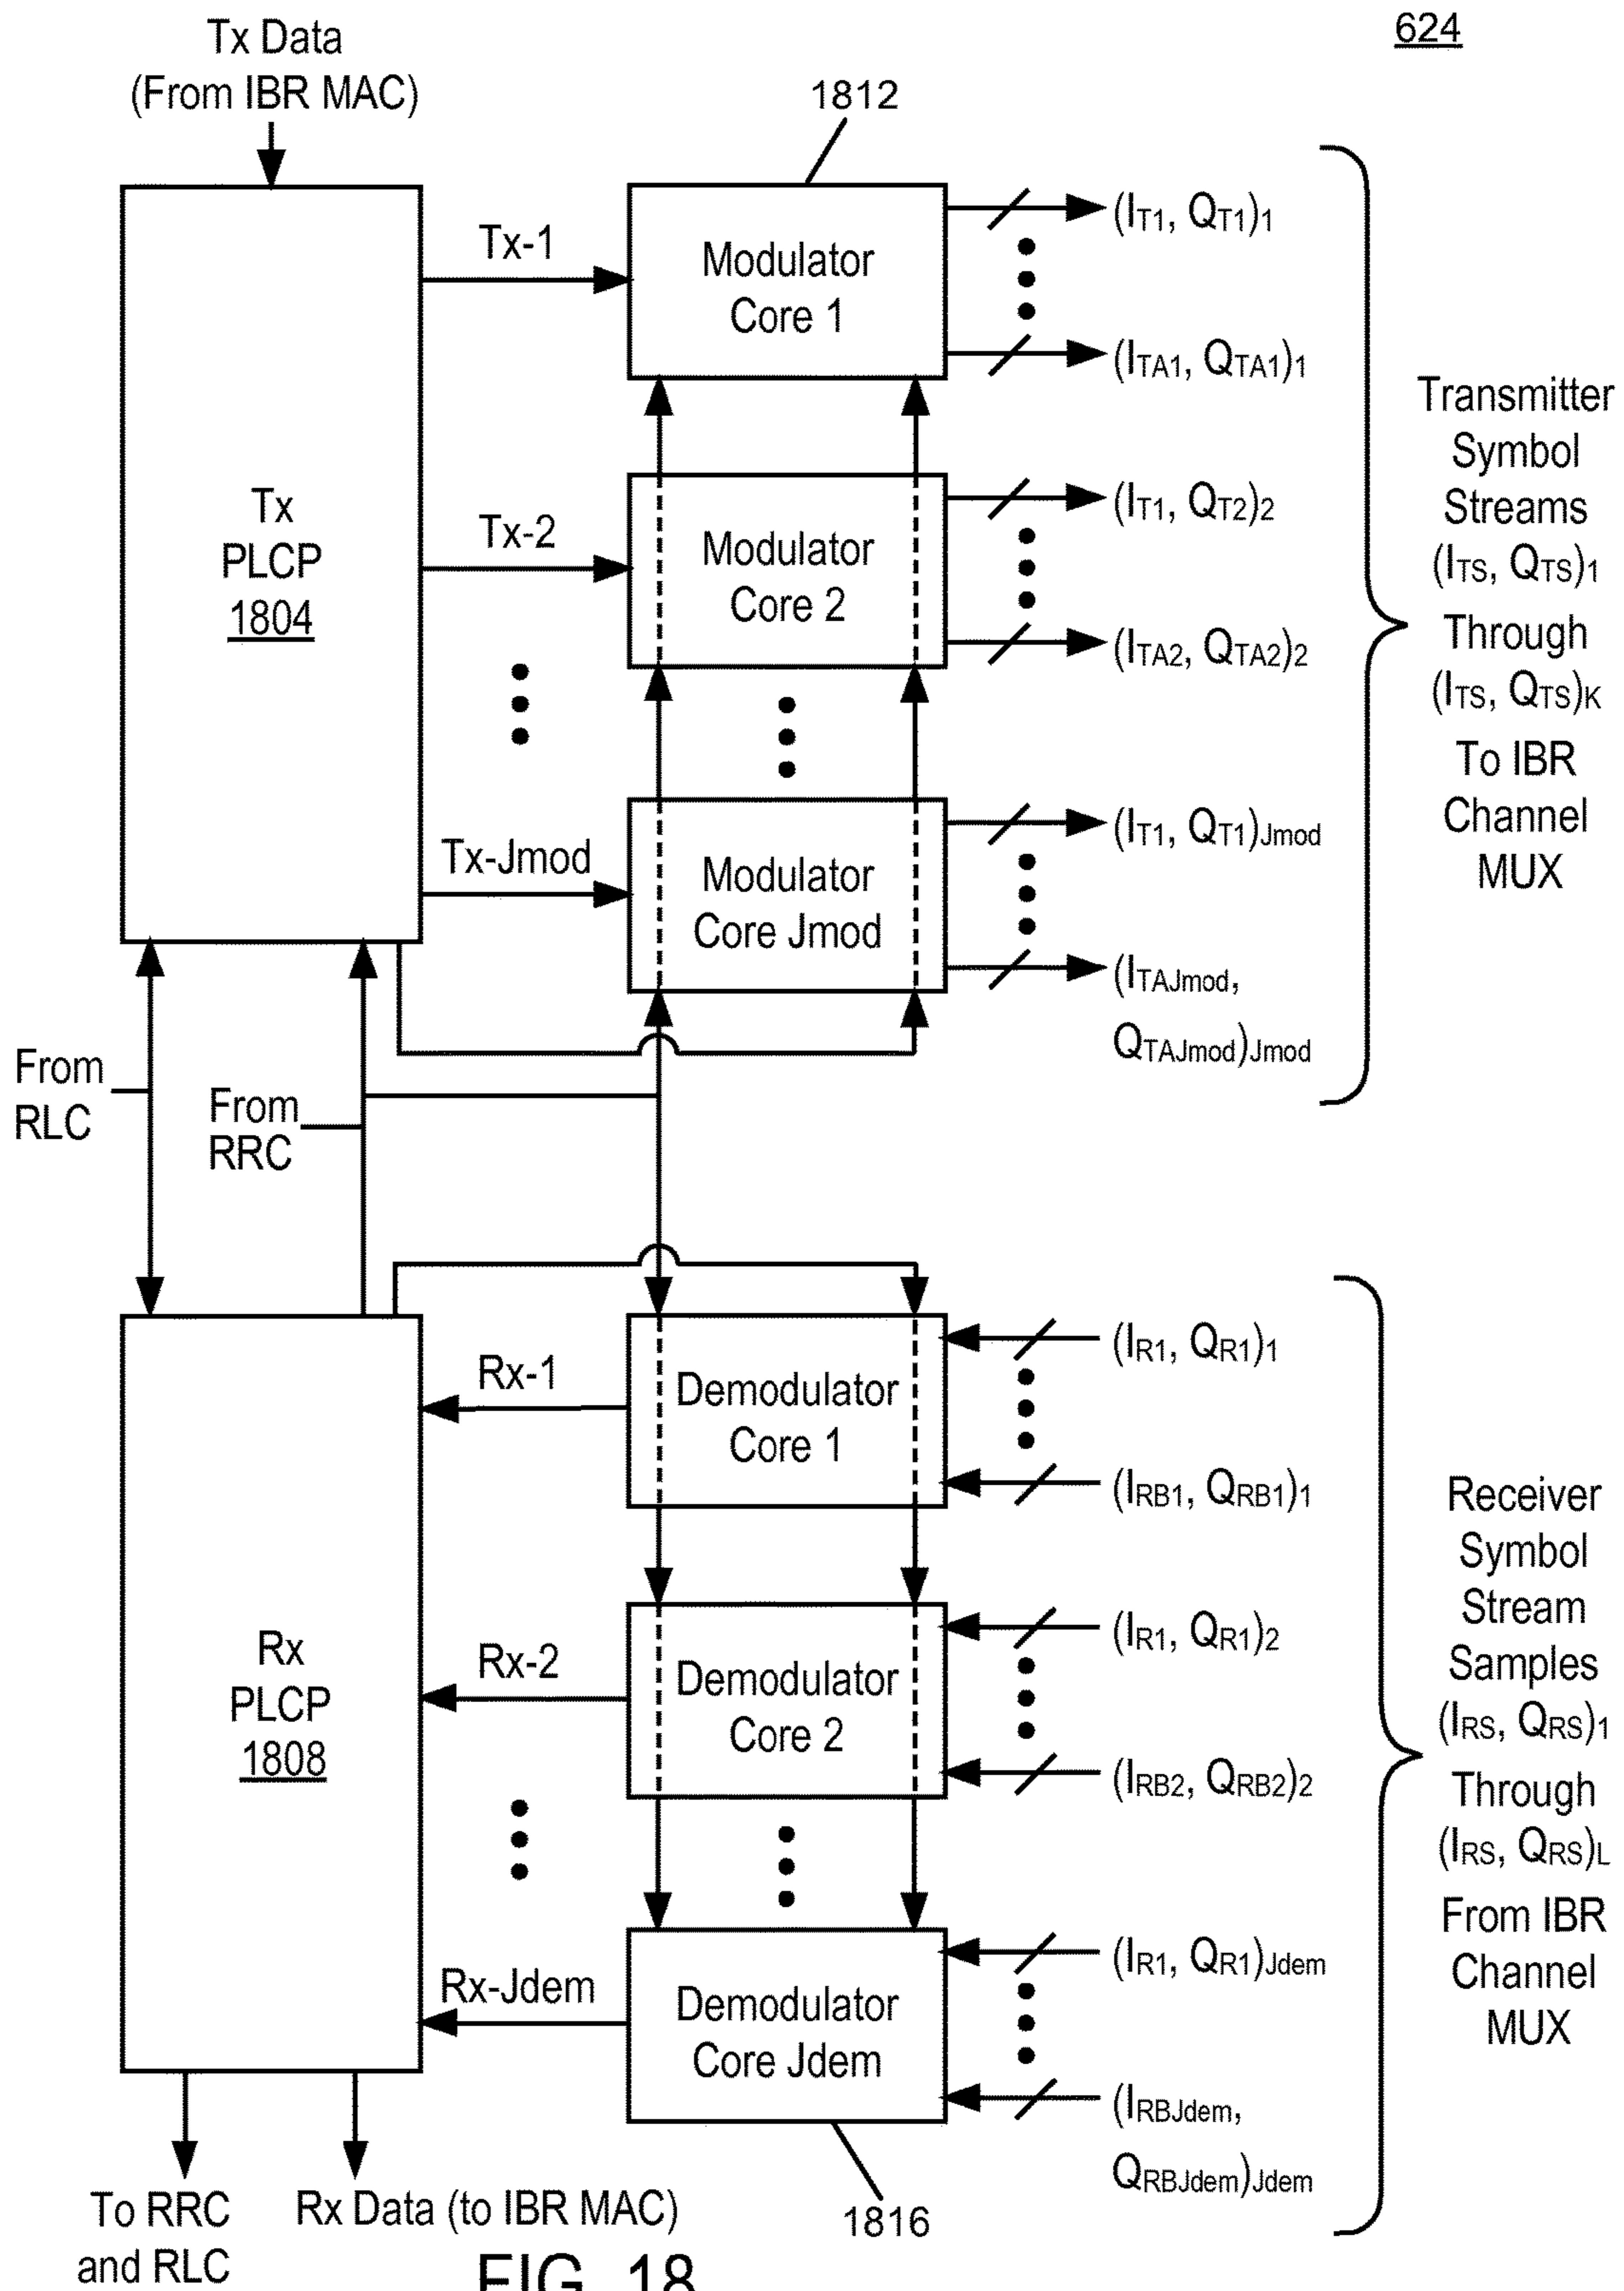 624
Tx Data
(From IBR MAC)
1812
Tx
PLCP
1804
Tx-1
Modulator
Core 1
(IT1, QT1)1
(ITA1, QTA1)1
Tx-2
Modulator
Core 2
(IT1, QT2)2
(ITA2, QTA2)2
Tx-Jmod
Modulator
Core Jmod
(IT1, QT1)Jmod
(ITAJmod,
QTAJmod)Jmod
Transmitter
Symbol
Streams
(ITS, QTS)1
Through
(ITS, QTS)K
To IBR
Channel
MUX
From
RLC
From
RRC
Rx
PLCP
1808
Rx-1
Demodulator
Core 1
(IR1, QR1)1
(IRB1, QRB1)1
Rx-2
Demodulator
Core 2
(IR1, QR1)2
(IRB2, QRB2)2
Rx-Jdem
Demodulator
Core Jdem
(IR1, QR1)Jdem
(IRBJdem,
QRBJdem)Jdem
Receiver
Symbol
Stream
Samples
(IRS, QRS)1
Through
(IRS, QRS)L
From IBR
Channel
MUX
1816
To RRC
and RLC
Rx Data (to IBR MAC)
FIG. 18